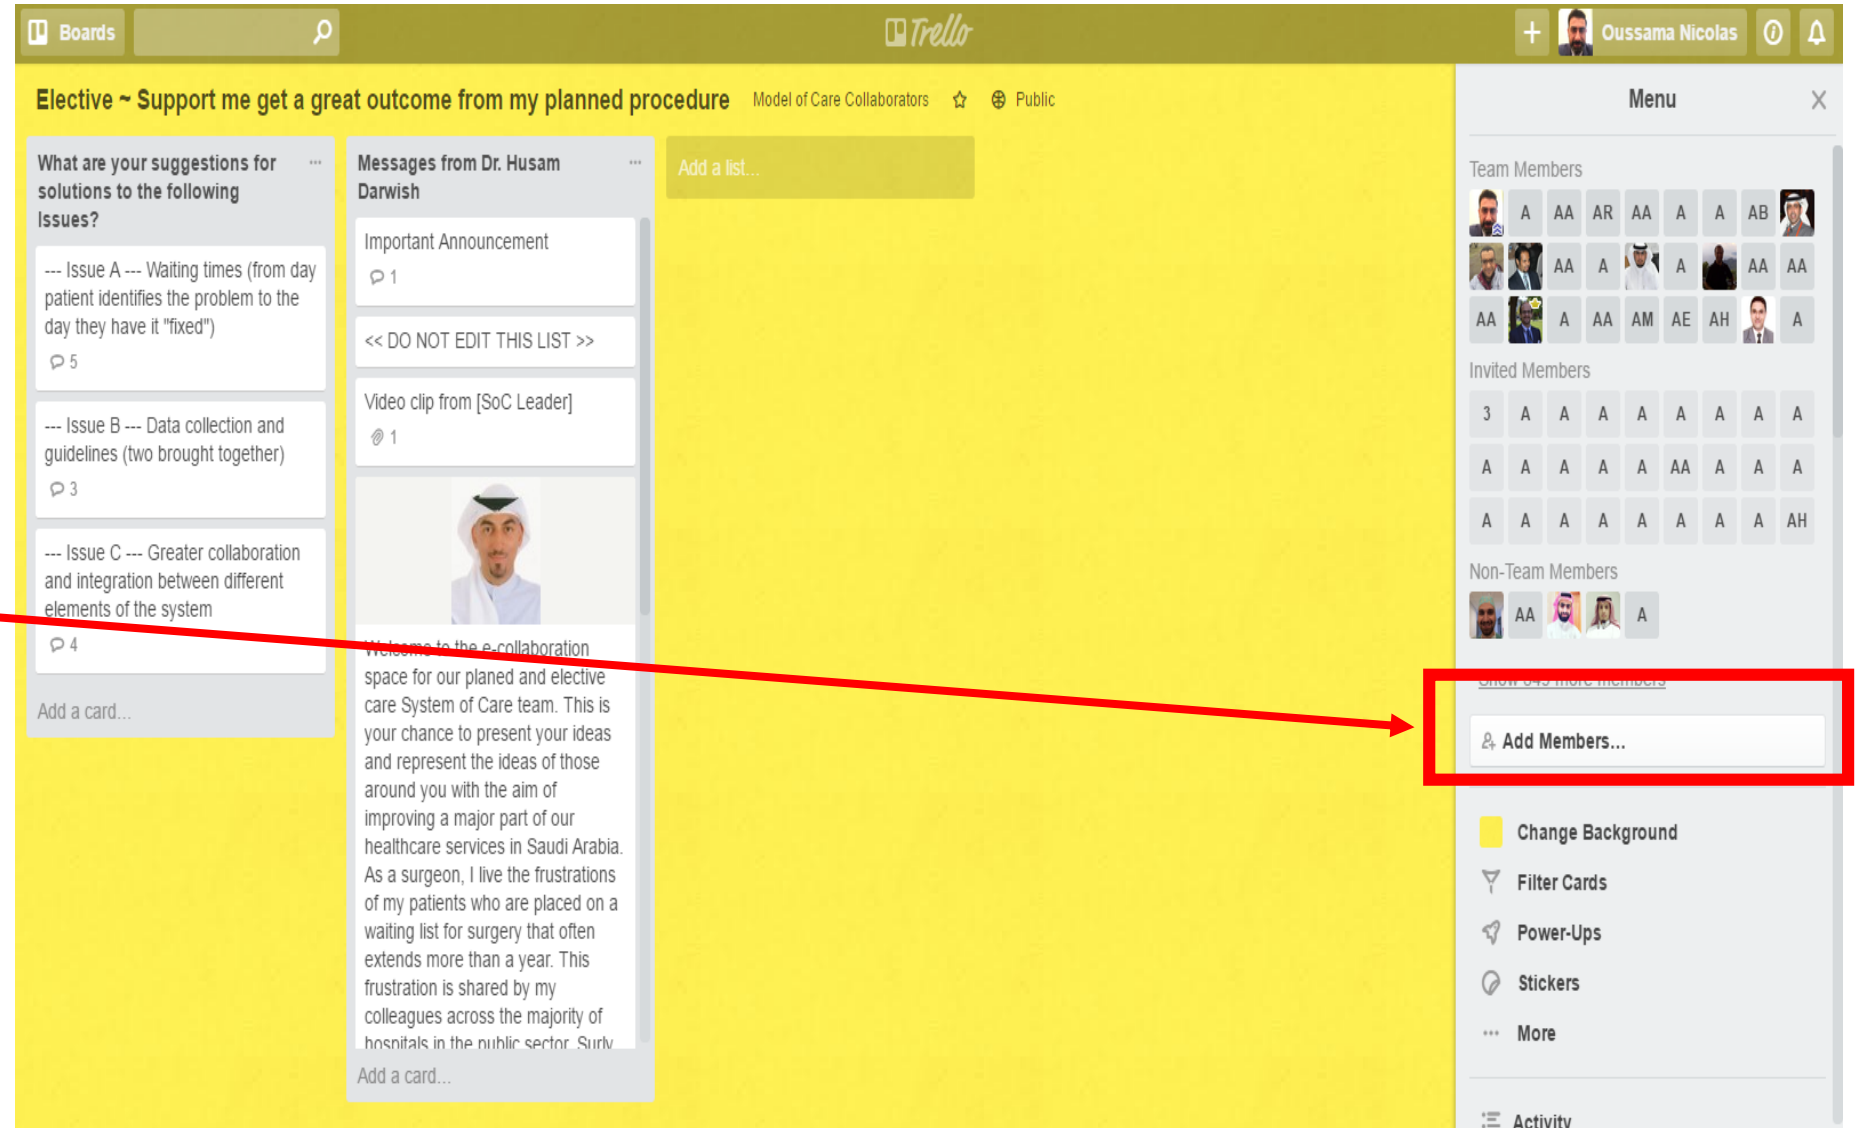 Boards
Trello
Oussama Nicolas
Elective ~ Support me get a great outcome from my planned procedure
Model of Care Collaborators
Public
What are your suggestions for
solutions to the following
Issues?
--- Issue A --- Waiting times (from day
patient identifies the problem to the
day they have it "fixed")
5
--- Issue B --- Data collection and
guidelines (two brought together)
3
--- Issue C --- Greater collaboration
and integration between different
elements of the system
4
Add a card...
Messages from Dr. Husam
Darwish
Important Announcement
1
<< DO NOT EDIT THIS LIST >>
Video clip from [SoC Leader]
1
Welcome to the e-collaboration
space for our planed and elective
care System of Care team. This is
your chance to present your ideas
and represent the ideas of those
around you with the aim of
improving a major part of our
healthcare services in Saudi Arabia.
As a surgeon, I live the frustrations
of my patients who are placed on a
waiting list for surgery that often
extends more than a year. This
frustration is shared by my
colleagues across the majority of
hospitals in the public sector. Surly
Add a card...
Add a list...
Menu
Team Members
A AA AR AA A A AB
AA A A AA AA
AA A AA AM AE AH A
Invited Members
3 A A A A A A A A
A A A A A AA A A A
A A A A A A A A AH
Non-Team Members
AA A
Show more members
Add Members...
Change Background
Filter Cards
Power-Ups
Stickers
More
Activity